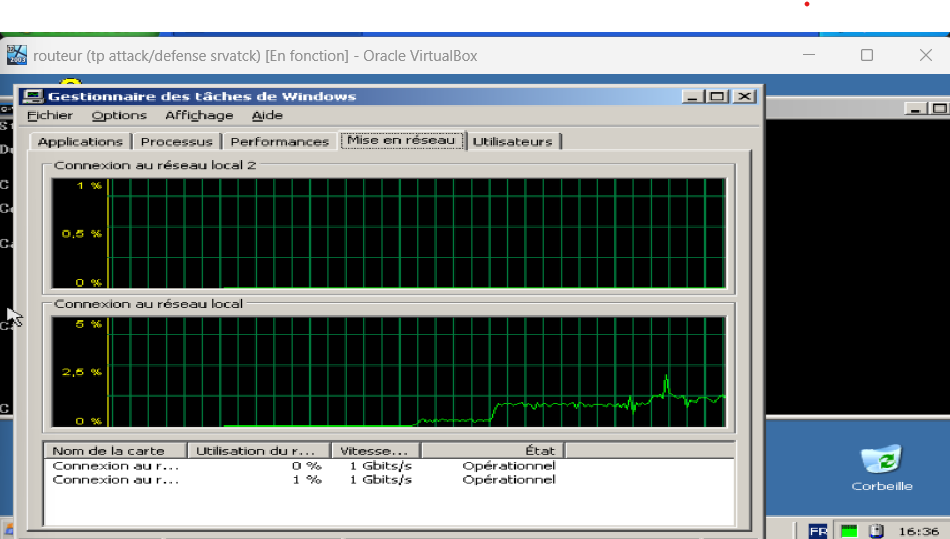 routeur (tp attack/defense srvatck) [En fonction] - Oracle VirtualBox
Gestionnaire des tâches de Windows
Fichier Options Affichage Aide
Applications Processus Performances Mise en réseau Utilisateurs
Connexion au réseau local 2
1 %
0,5 %
0 %
Connexion au réseau local
5 %
2,5 %
0 %
Nom de la carte Utilisation du r... Vitesse... État
Connexion au r... 0 % 1 Gbits/s Opérationnel
Connexion au r... 1 % 1 Gbits/s Opérationnel
Corbeille
FR 16:36